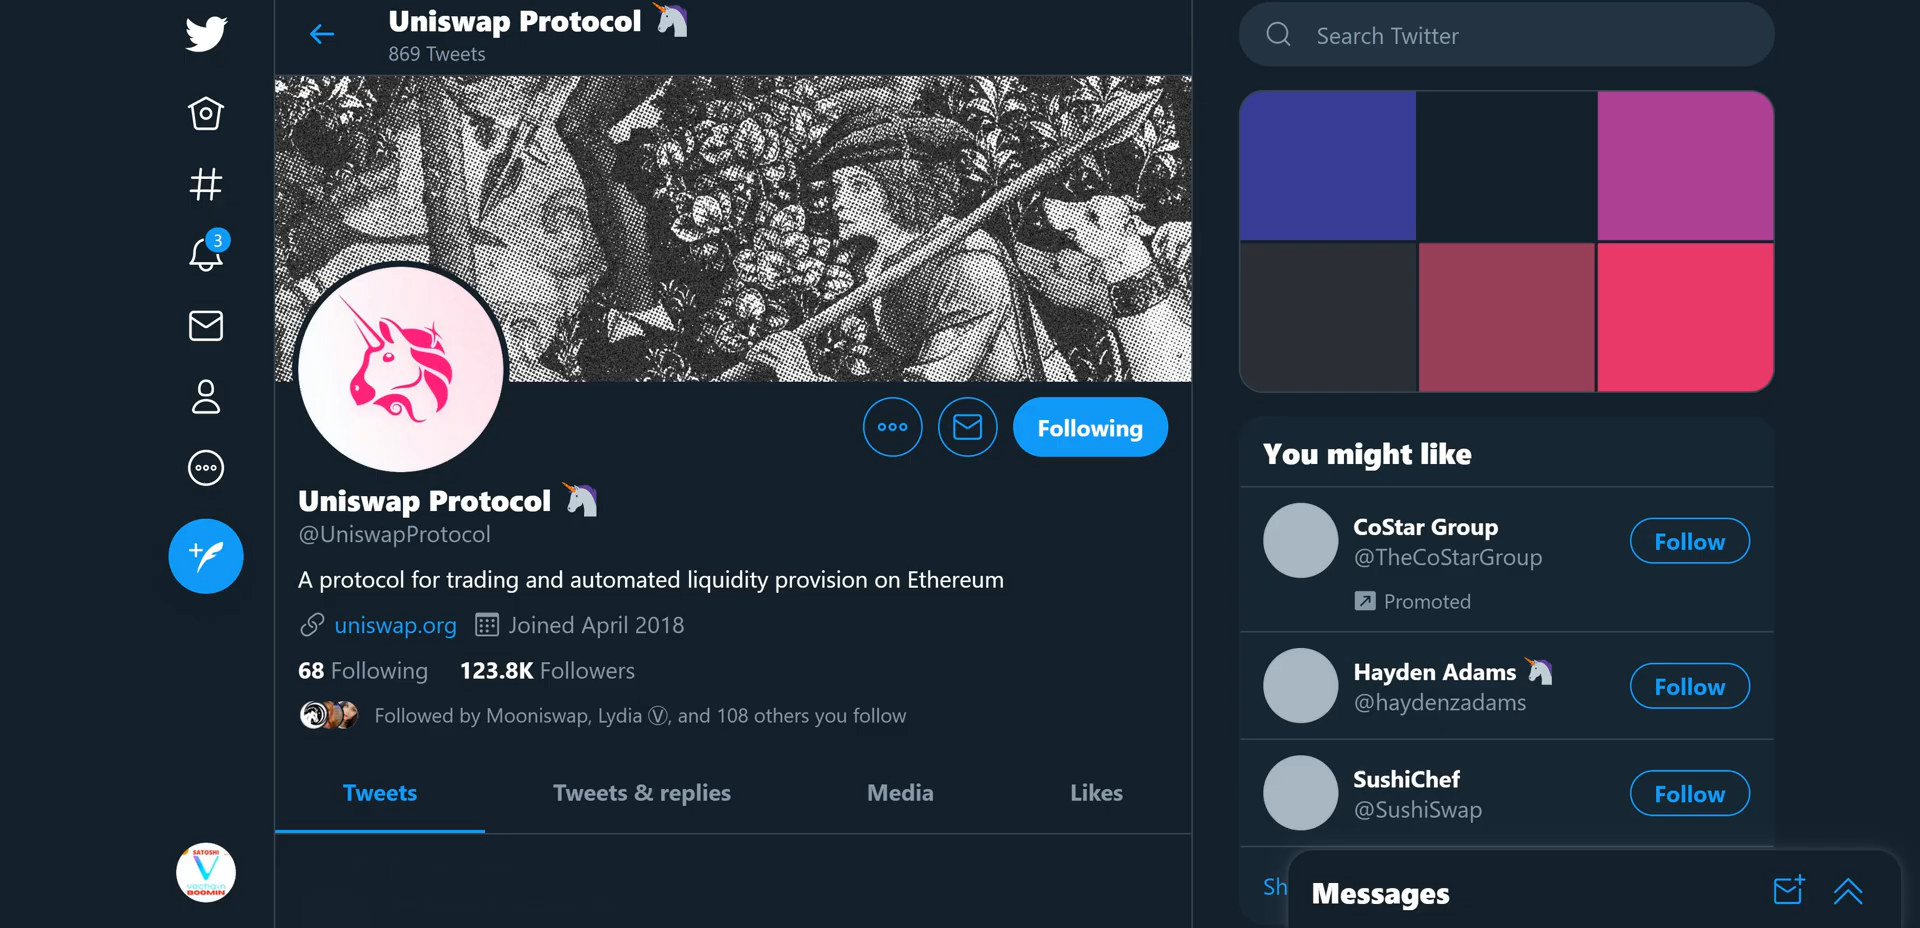 Uniswap Protocol 🦄
869 Tweets
Search Twitter
3
Following
Uniswap Protocol 🦄
@UniswapProtocol
A protocol for trading and automated liquidity provision on Ethereum
uniswap.org Joined April 2018
68 Following 123.8K Followers
Followed by Mooniswap, Lydia Ⓥ, and 108 others you follow
Tweets Tweets & replies Media Likes
You might like
CoStar Group
@TheCoStarGroup
Follow
Promoted
Hayden Adams 🦄
@haydenzadams
Follow
SushiChef
@SushiSwap
Follow
Sh
Messages
SATOSHI
V
vechain
BOOMIN